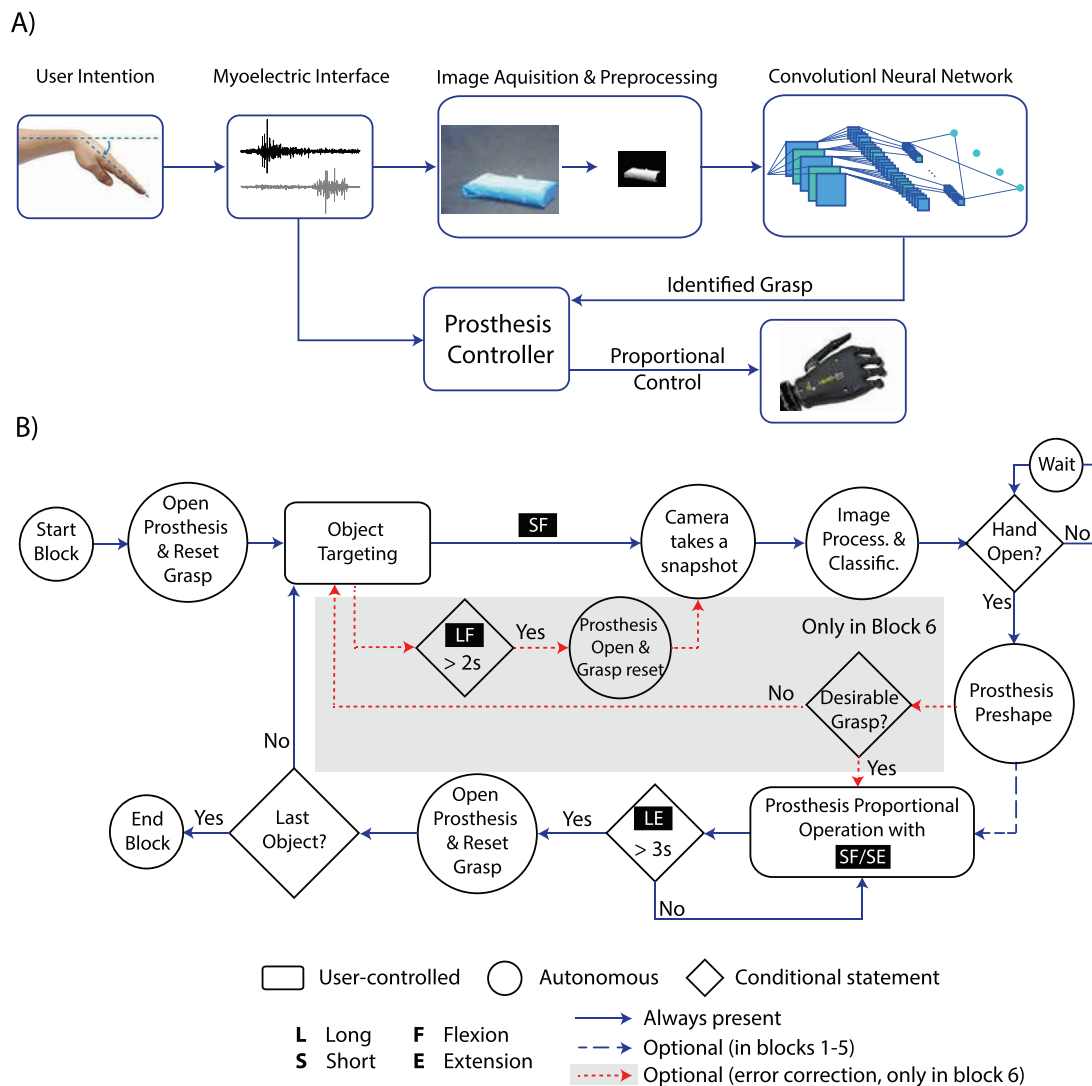 A)
User Intention
Myoelectric Interface
Image Aquisition & Preprocessing
Convolutionl Neural Network
Identified Grasp
Prosthesis
Controller
Proportional
Control
B)
Start
Block
Open
Prosthesis
& Reset
Grasp
Object
Targeting
SF
Camera
takes a
snapshot
Image
Process. &
Classific.
Wait
Hand
Open?
No
Yes
Only in Block 6
LF
> 2s
Yes
Prosthesis
Open &
Grasp reset
No
Desirable
Grasp?
Yes
Prosthesis
Preshape
Prosthesis Proportional
Operation with
SF/SE
LE
> 3s
No
Yes
Open
Prosthesis
& Reset
Grasp
Last
Object?
No
Yes
End
Block
User-controlled
Autonomous
Conditional statement
L Long
F Flexion
S Short
E Extension
Always present
Optional (in blocks 1-5)
Optional (error correction, only in block 6)